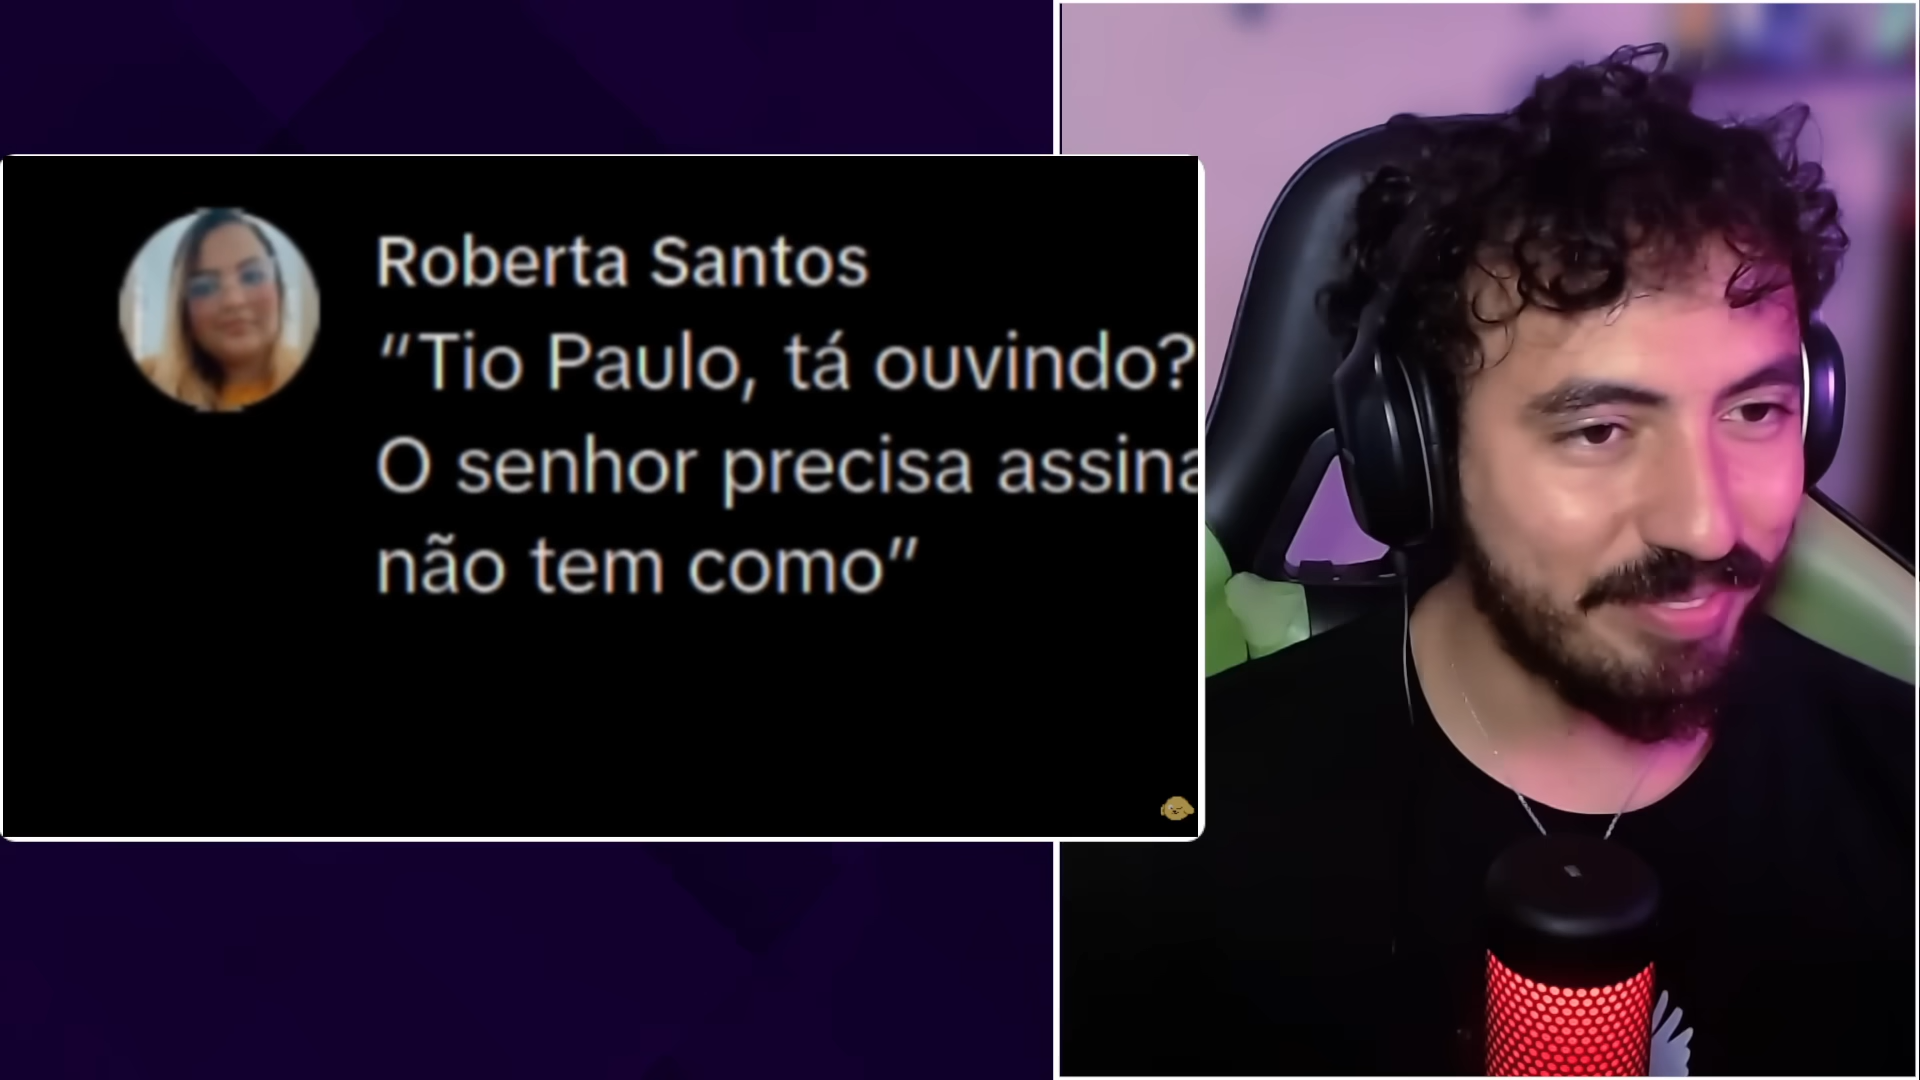 Roberta Santos
“Tio Paulo, tá ouvindo?
O senhor precisa assina
não tem como”